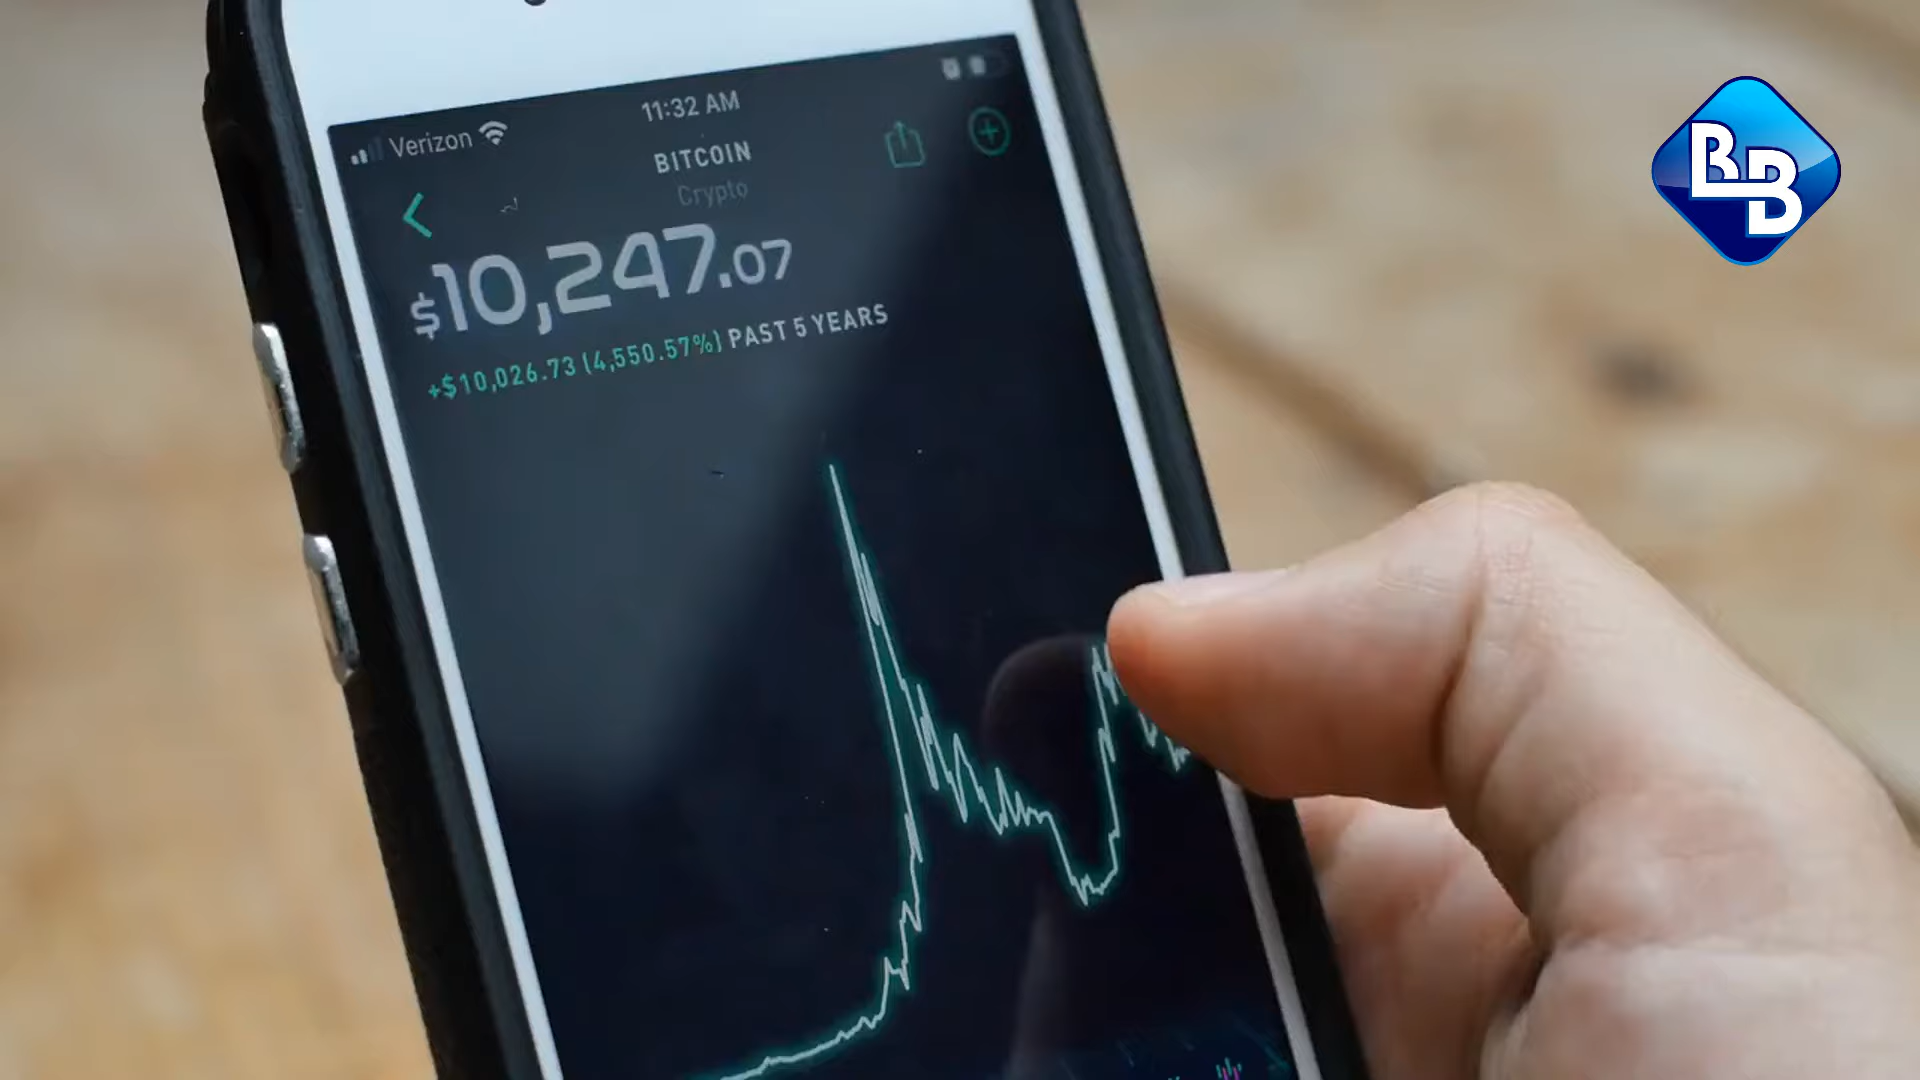 Verizon
11:32 AM
BITCOIN
Crypto
$10,247.07
+$10,026.73 (4,550.57%) PAST 5 YEARS
BB